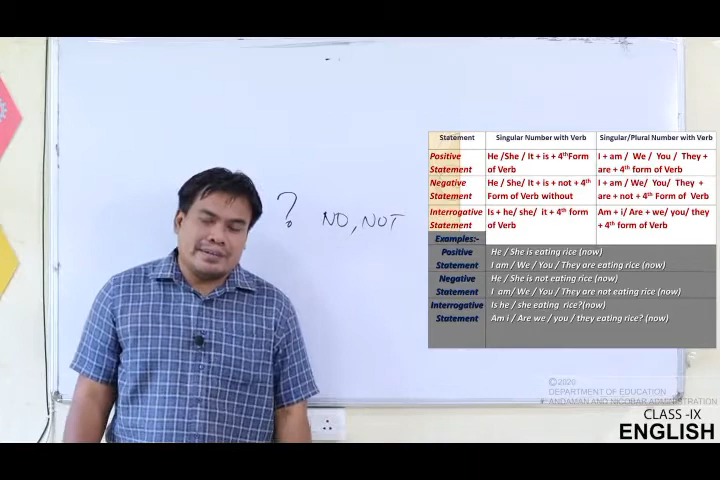 ?
NO, NOT
Statement Singular Number with Verb Singular/Plural Number with Verb
Positive He /She / It + is + 4thForm I + am / We / You / They +
Statement of Verb are + 4th form of Verb
Negative He / She/ It + is + not + 4th I + am / We/ You/ They +
Statement Form of Verb without are + not + 4th Form of Verb
Interrogative Is + he/ she/ it + 4th form Am + i/ Are + we/ you/ they
Statement of Verb + 4th form of Verb
Examples:-
Positive He / She is eating rice (now)
Statement I am / We / You / They are eating rice (now)
Negative He / She is not eating rice (now)
Statement I am/ We / You / They are not eating rice (now)
Interrogative Is he / she eating rice?(now)
Statement Am i / Are we / you / they eating rice? (now)
©2020
DEPARTMENT OF EDUCATION
ANDAMAN AND NICOBAR ADMINISTRATION
CLASS -IX
ENGLISH